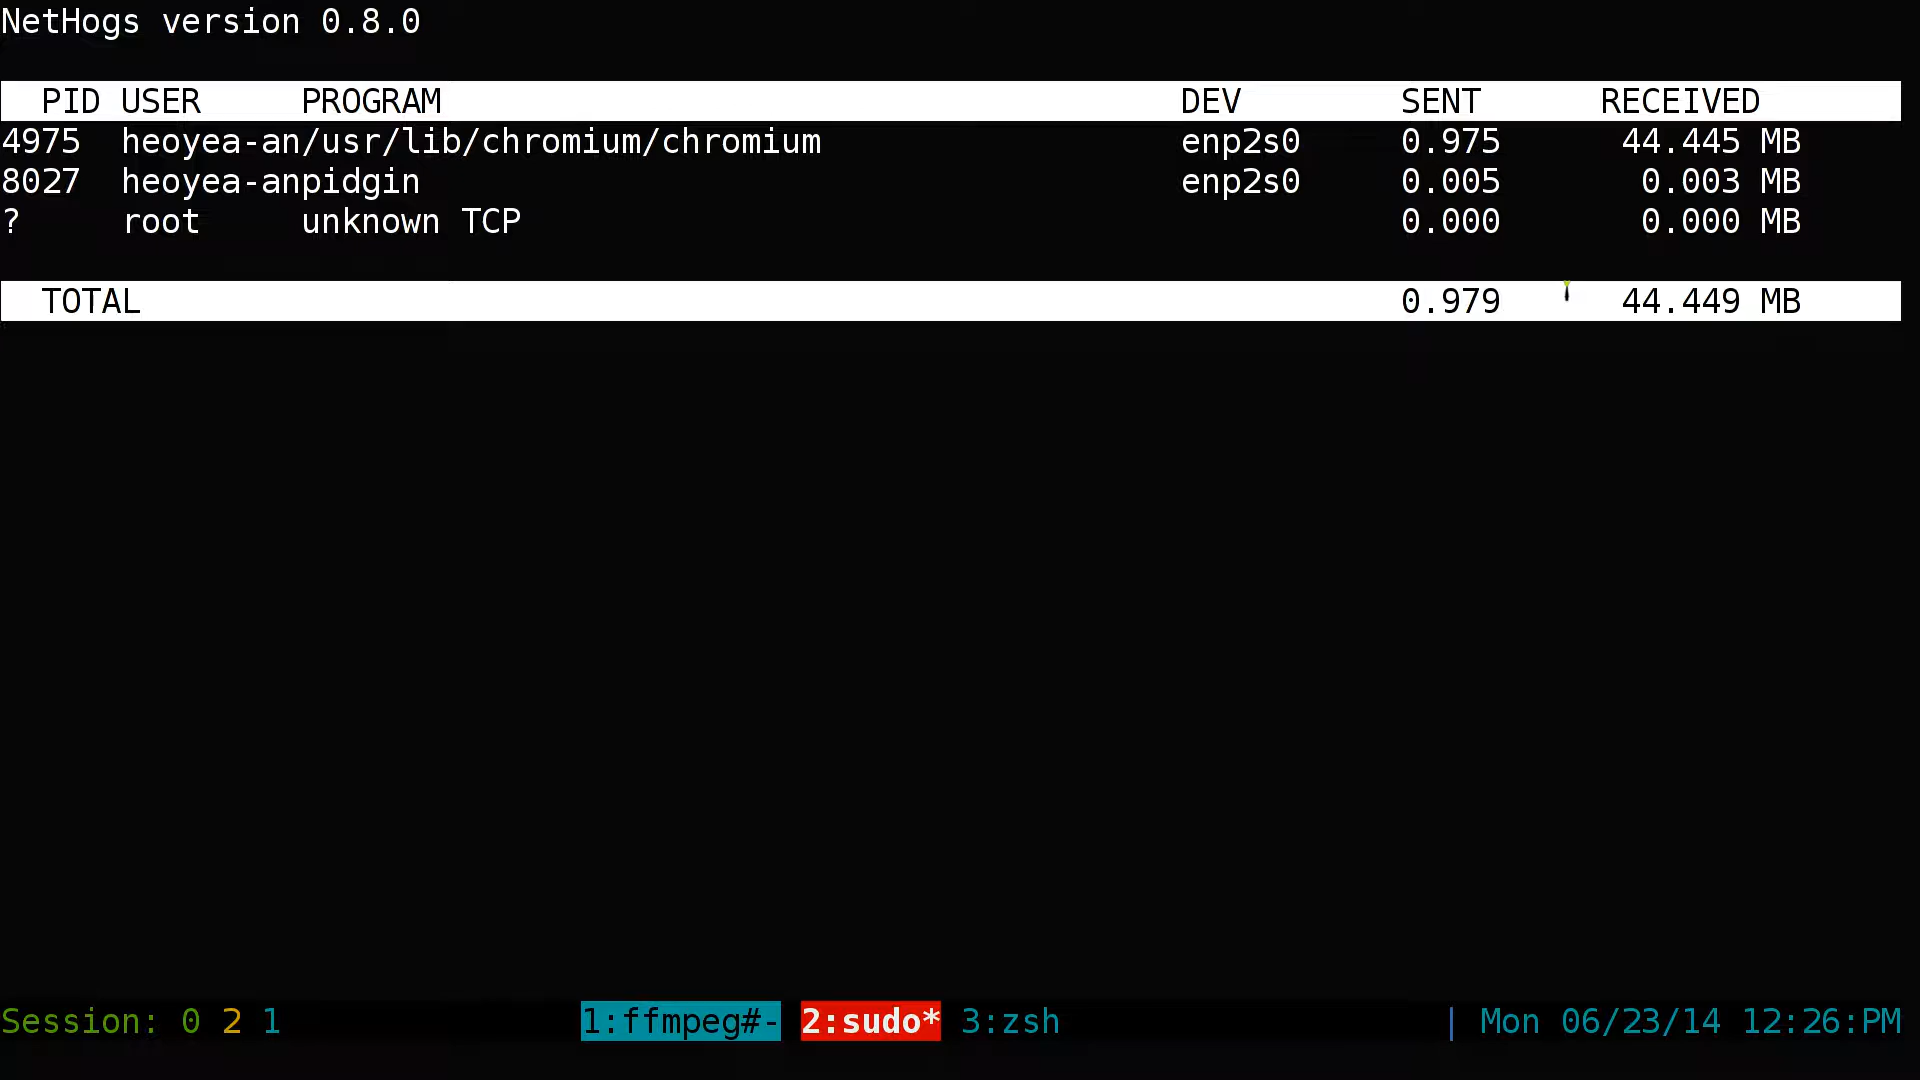 NetHogs version 0.8.0
PID USER PROGRAM DEV SENT RECEIVED
4975 heoyea-an/usr/lib/chromium/chromium enp2s0 0.975 44.445 MB
8027 heoyea-anpidgin enp2s0 0.005 0.003 MB
? root unknown TCP 0.000 0.000 MB
TOTAL 0.979 44.449 MB
Session: 0 2 1 1:ffmpeg#- 2:sudo* 3:zsh | Mon 06/23/14 12:26:PM